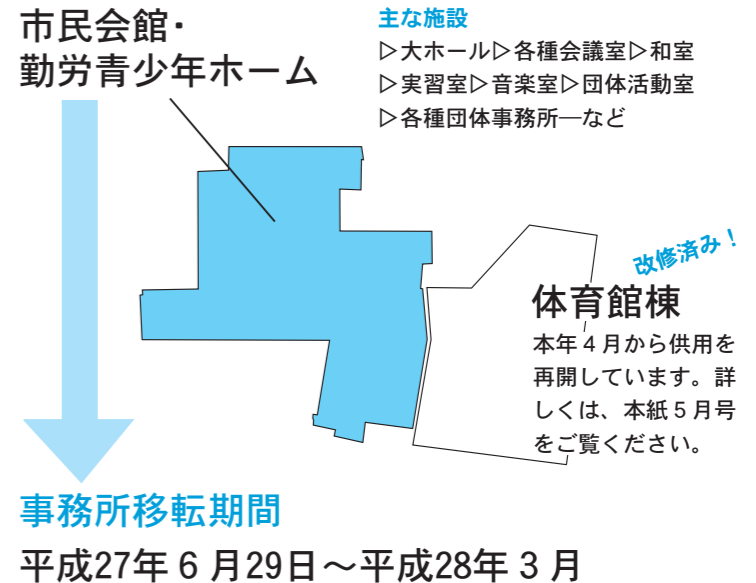 市民会館・
勤労青少年ホーム
主な施設
▷大ホール▷各種会議室▷和室
▷実習室▷音楽室▷団体活動室
▷各種団体事務所―など
改修済み！
体育館棟
本年４月から供用を
再開しています。詳
しくは、本紙５月号
をご覧ください。
事務所移転期間
平成27年６月29日～平成28年３月